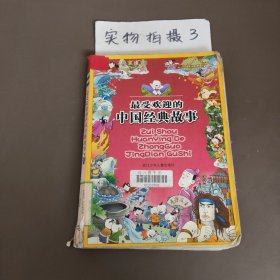 实物拍摄3
最受欢迎的
中国经典故事
Zui Shou
HuanYing De
ZhongGuo
JingDian GuShi